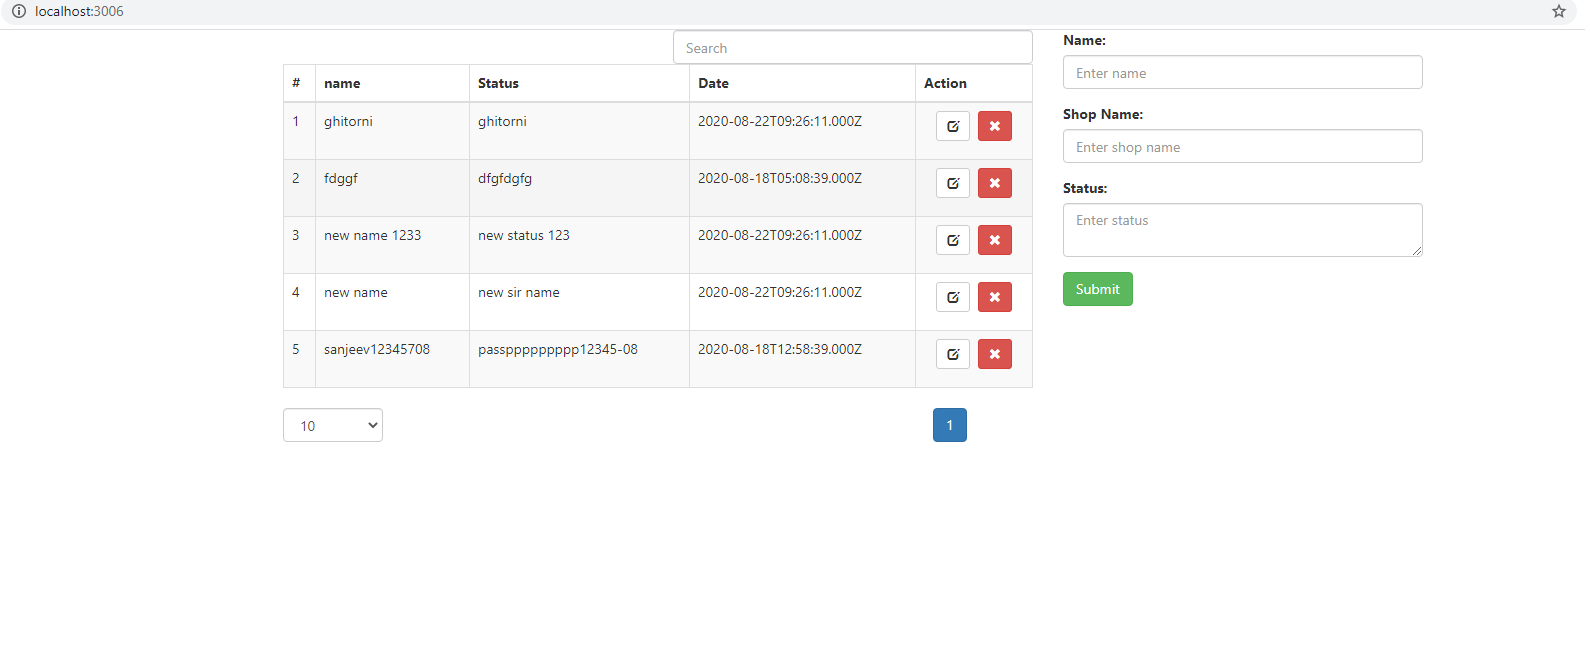 localhost:3006
Search
# name Status Date Action
1 ghitorni ghitorni 2020-08-22T09:26:11.000Z
2 fdggf dfgfdgfg 2020-08-18T05:08:39.000Z
3 new name 1233 new status 123 2020-08-22T09:26:11.000Z
4 new name new sir name 2020-08-22T09:26:11.000Z
5 sanjeev12345708 passpppppppppp12345-08 2020-08-18T12:58:39.000Z
10 1
Name:
Enter name
Shop Name:
Enter shop name
Status:
Enter status
Submit